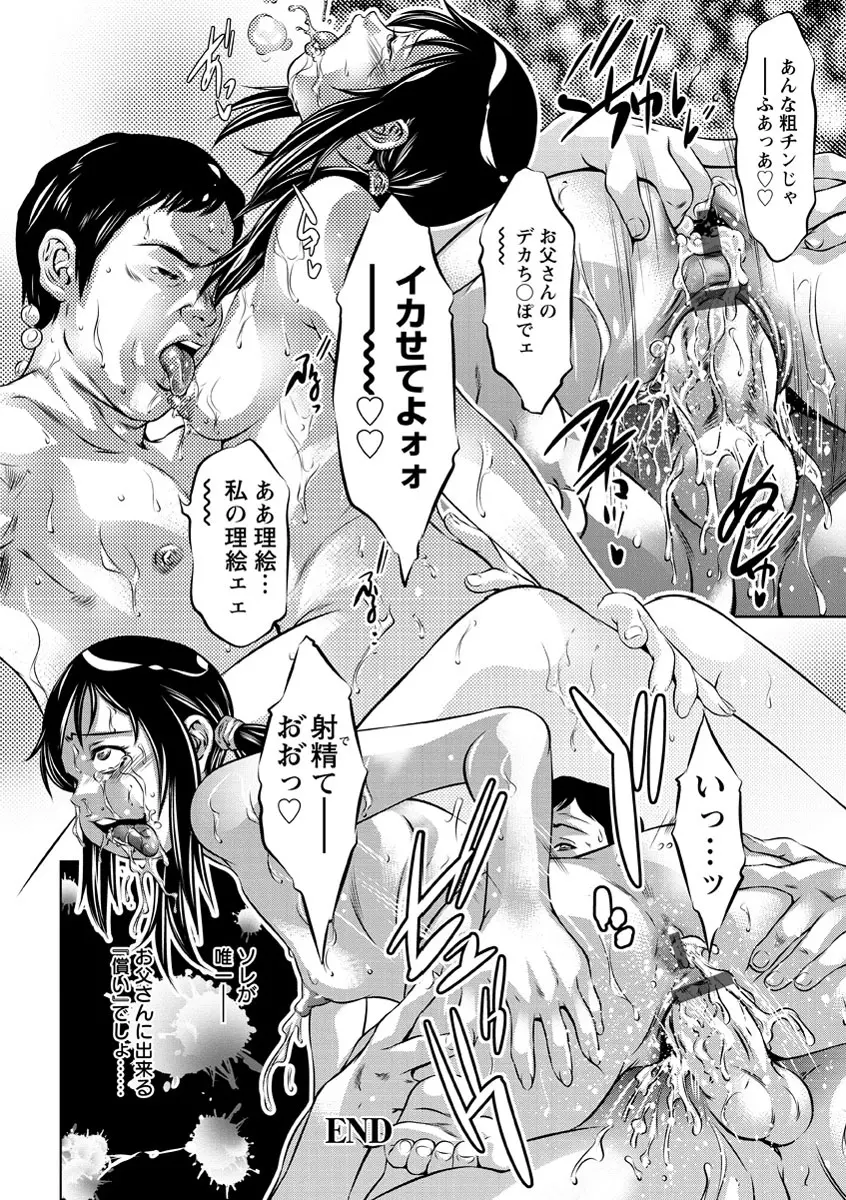 あんな粗チンじゃ
――ふあっあ♡♡
お父さんの
デカち○ぽでェ
イカせてよォォ
――♡♡
ああ理絵…
私の理絵ェェ
いっ…ッ
射精て――
で
おおっ♡
ソレが
唯一――
お父さんに出来る
「償い」でしょ……
END